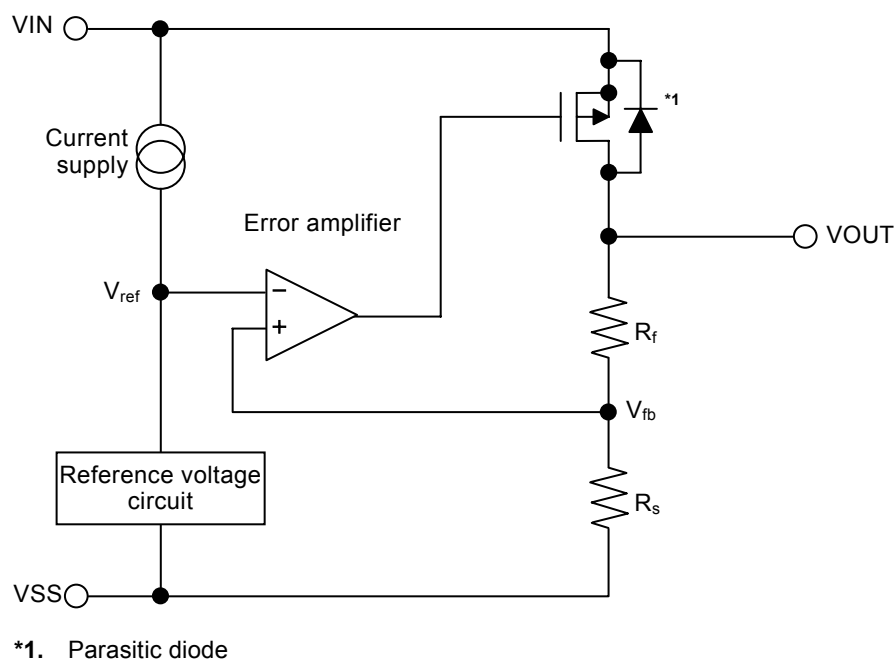 VIN
*1
Current
supply
Error amplifier
VOUT
Vref
−
+
Rf
Vfb
Reference voltage
circuit
Rs
VSS
*1. Parasitic diode